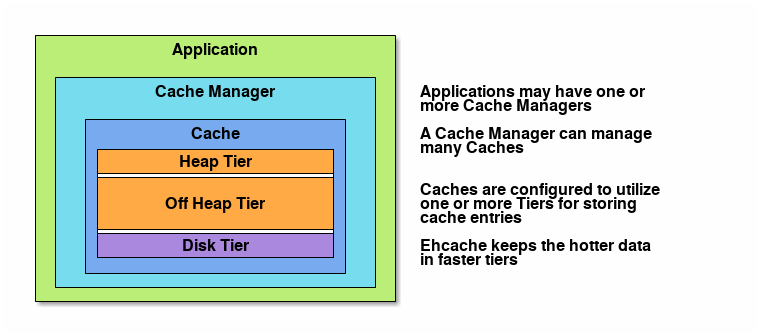 Application
Cache Manager
Cache
Heap Tier
Off Heap Tier
Disk Tier
Applications may have one or
more Cache Managers
A Cache Manager can manage
many Caches
Caches are configured to utilize
one or more Tiers for storing
cache entries
Ehcache keeps the hotter data
in faster tiers